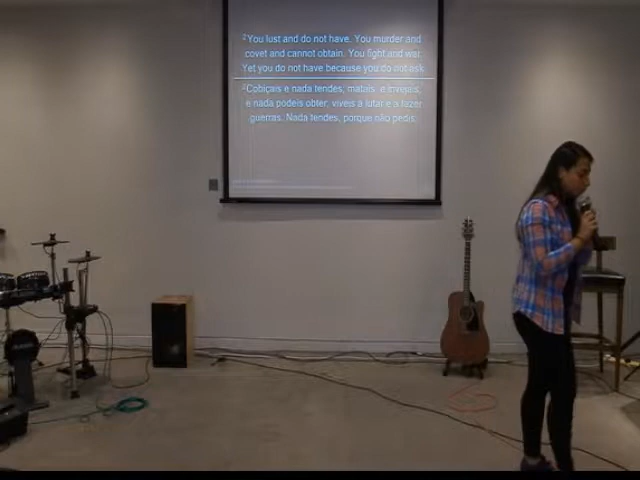 ²You lust and do not have. You murder and
covet and cannot obtain. You fight and war.
Yet you do not have because you do not ask.
²Cobiçais e nada tendes; matais, e invejais,
e nada podeis obter; viveis a lutar e a fazer
guerras. Nada tendes, porque não pedis.